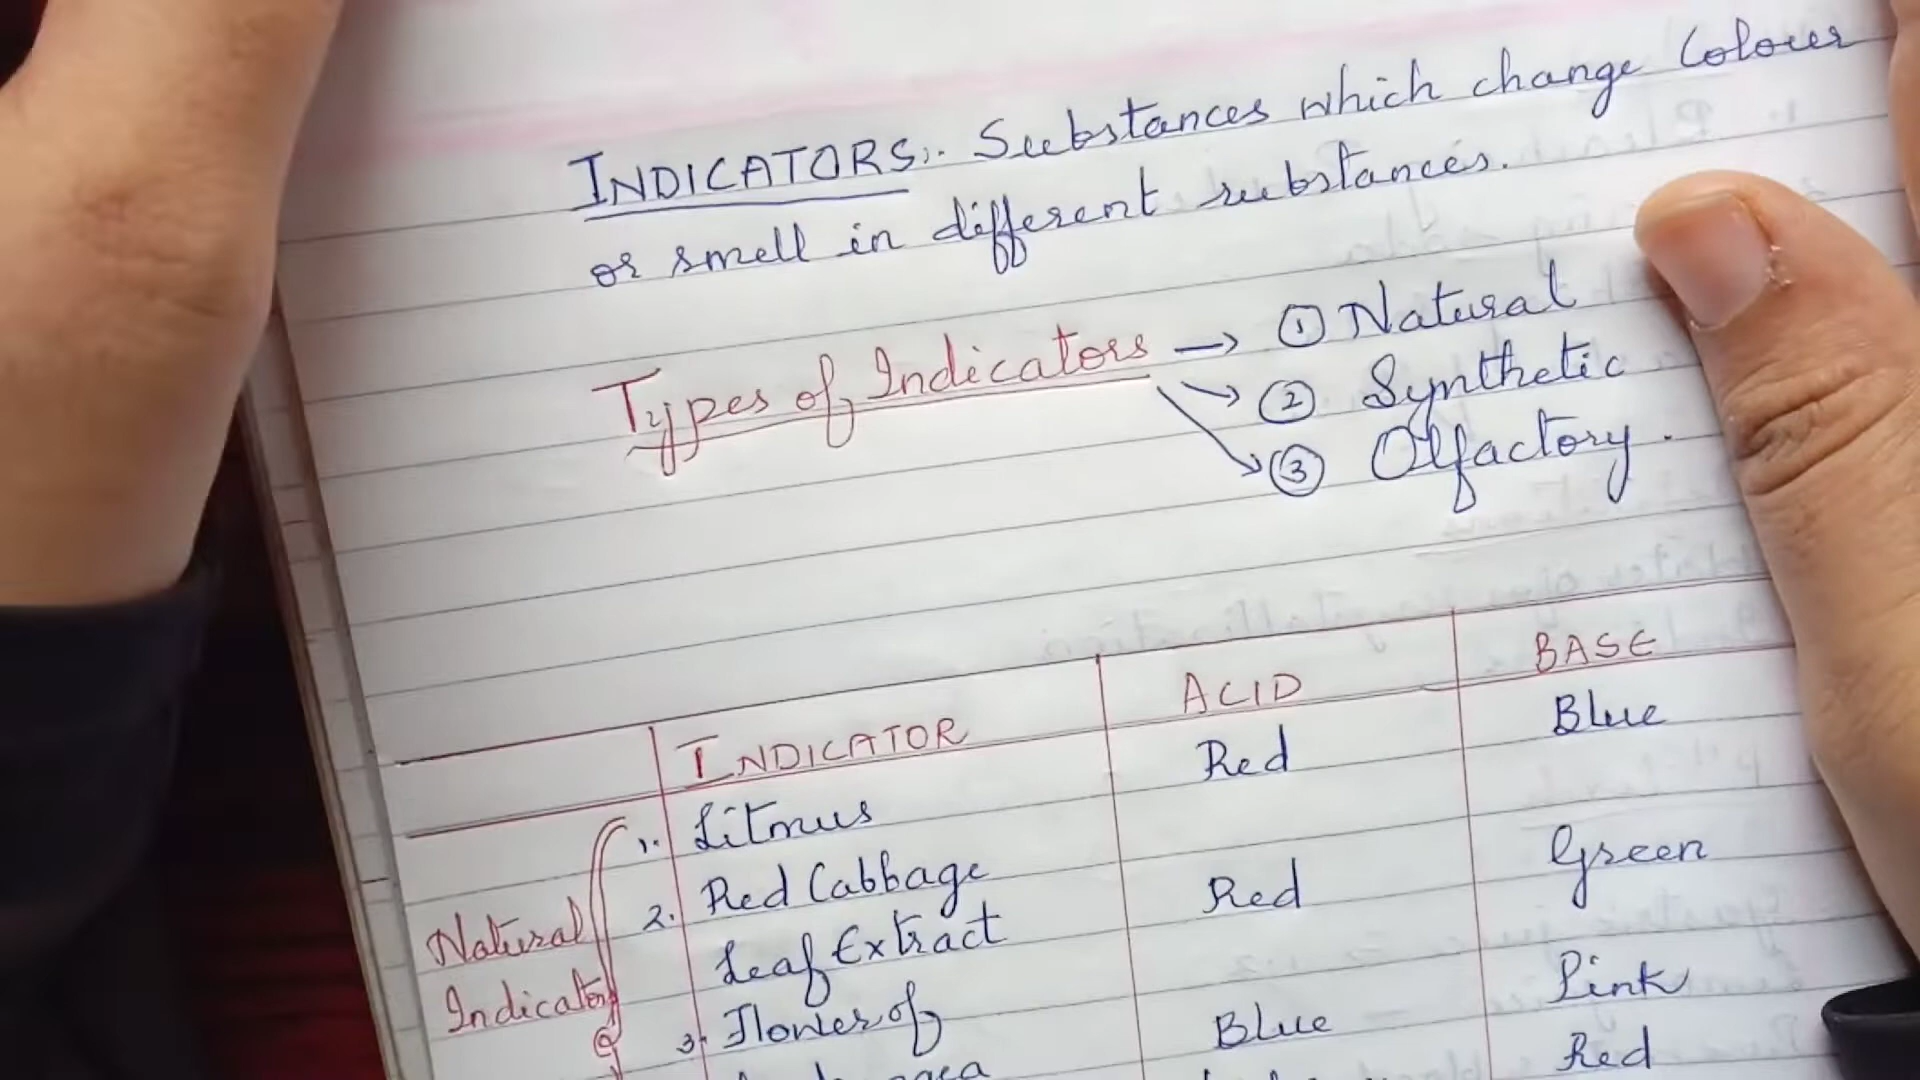 INDICATORS:- Substances which change Colour
or smell in different substances.
Types of Indicators → ① Natural
→ ② Synthetic
→ ③ Olfactory.
INDICATOR ACID BASE
1. Litmus Red Blue
2. Red Cabbage Red Green
Leaf Extract
Natural
Indicators
3. Flower of Blue Pink
Red